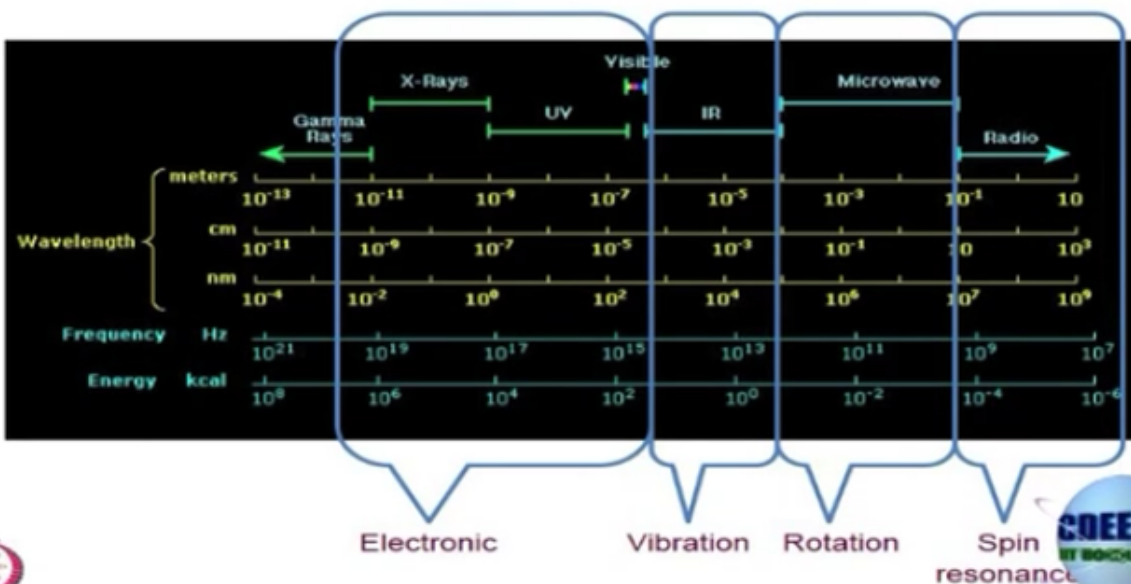 Visible
X-Rays
Microwave
UV
IR
Gamma Rays
Radio
Wavelength
meters
10⁻¹³ 10⁻¹¹ 10⁻⁹ 10⁻⁷ 10⁻⁵ 10⁻³ 10⁻¹ 10
cm
10⁻¹¹ 10⁻⁹ 10⁻⁷ 10⁻⁵ 10⁻³ 10⁻¹ 10 10³
nm
10⁻⁴ 10⁻² 10⁰ 10² 10⁴ 10⁶ 10⁷ 10⁹
Frequency Hz
10²¹ 10¹⁹ 10¹⁷ 10¹⁵ 10¹³ 10¹¹ 10⁹ 10⁷
Energy kcal
10⁸ 10⁶ 10⁴ 10² 10⁰ 10⁻² 10⁻⁴ 10⁻⁶
Electronic
Vibration
Rotation
Spin resonance
CDEE